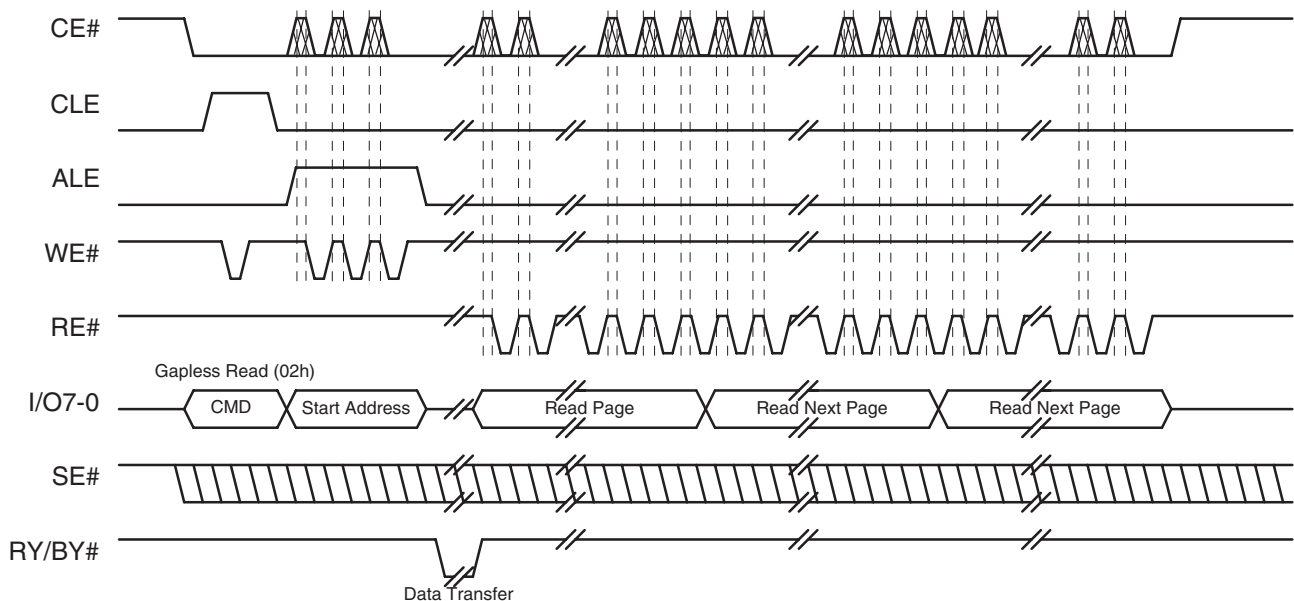 CE#
CLE
ALE
WE#
RE#
Gapless Read (02h)
I/O7-0
CMD
Start Address
Read Page
Read Next Page
Read Next Page
SE#
RY/BY#
Data Transfer